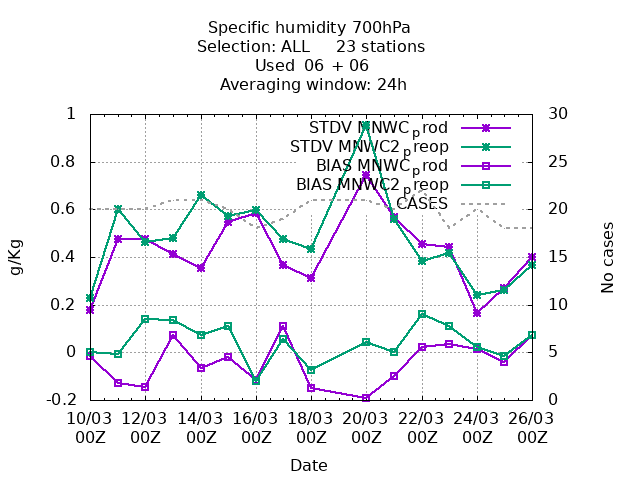 Specific humidity 700hPa
Selection: ALL 23 stations
Used 06 + 06
Averaging window: 24h
1 30
STDV MNWC_prod
STDV MNWC2_preop
0.8 25
BIAS MNWC_prod
BIAS MNWC2_preop
CASES
0.6 20
0.4 15
0.2 10
0 5
-0.2 0
g/Kg
No cases
10/03 12/03 14/03 16/03 18/03 20/03 22/03 24/03 26/03
00Z 00Z 00Z 00Z 00Z 00Z 00Z 00Z 00Z
Date